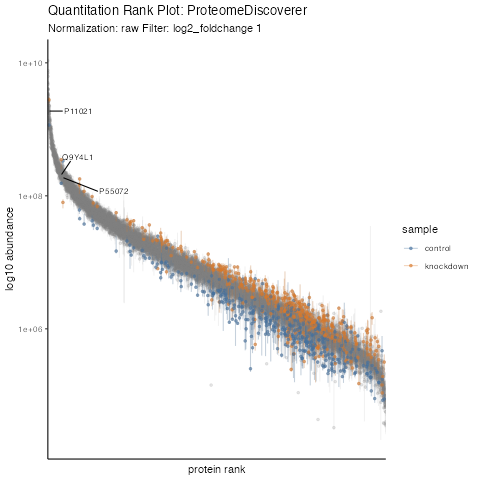 Quantitation Rank Plot: ProteomeDiscoverer
Normalization: raw Filter: log2_foldchange 1
1e+10
P11021
Q9Y4L1
P55072
1e+08
1e+06
log10 abundance
protein rank
sample
control
knockdown